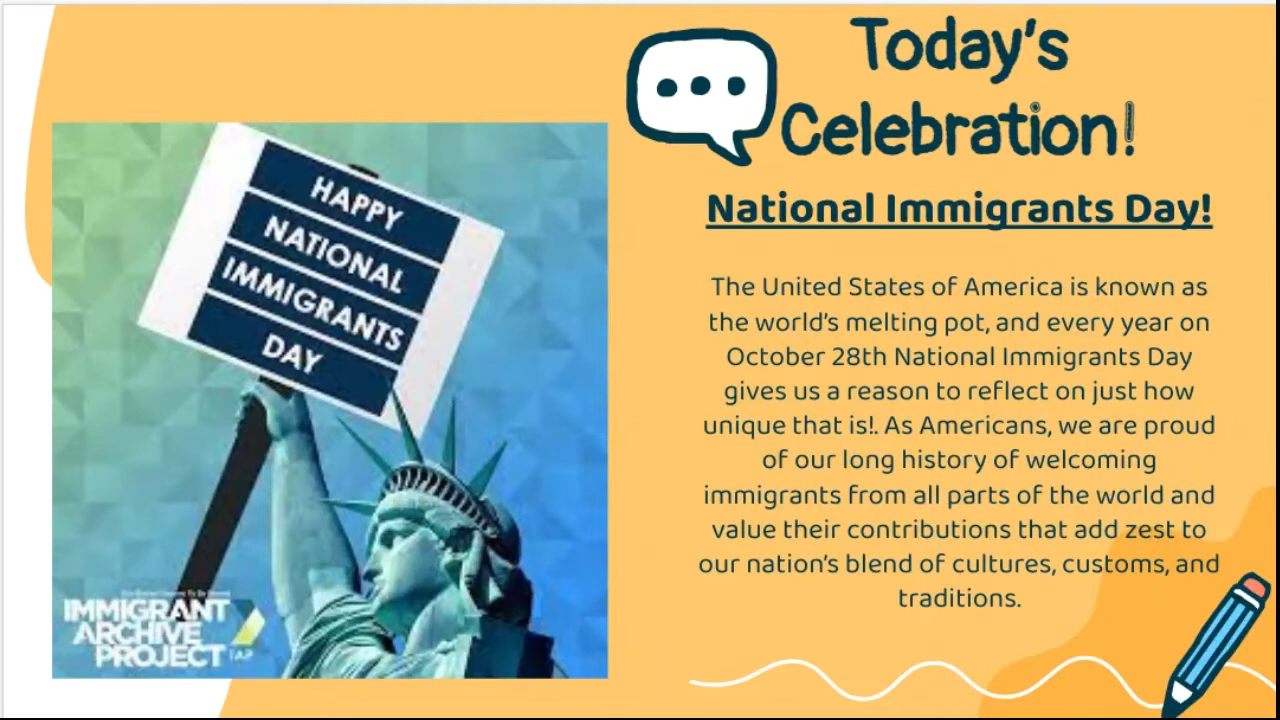 Today's
Celebration!
National Immigrants Day!
The United States of America is known as
the world's melting pot, and every year on
October 28th National Immigrants Day
gives us a reason to reflect on just how
unique that is!. As Americans, we are proud
of our long history of welcoming
immigrants from all parts of the world and
value their contributions that add zest to
our nation's blend of cultures, customs, and
traditions.
HAPPY
NATIONAL
IMMIGRANTS
DAY
IMMIGRANT
ARCHIVE
PROJECT IAP